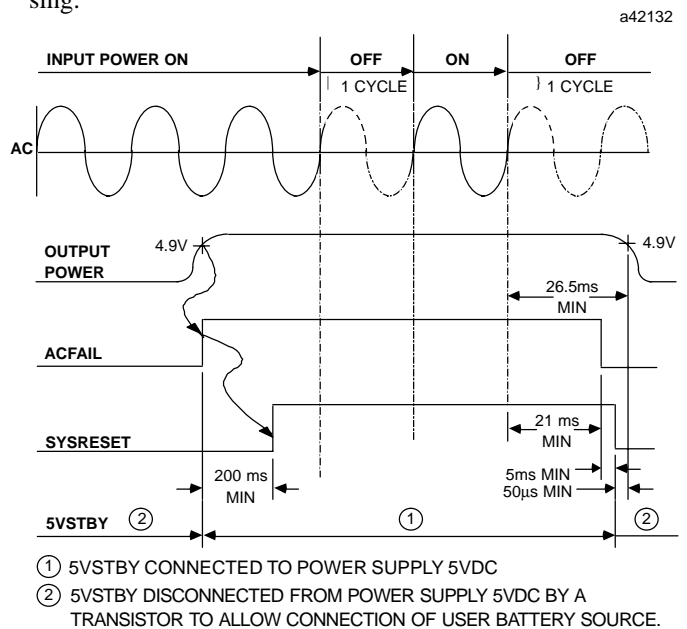 sing.
a42132
INPUT POWER ON
OFF
ON
OFF
1 CYCLE
} 1 CYCLE
AC
OUTPUT
POWER
4.9V
4.9V
26.5ms
MIN
ACFAIL
SYSRESET
21 ms
MIN
200 ms
MIN
5ms MIN
50µs MIN
5VSTBY
2
1
2
1 5VSTBY CONNECTED TO POWER SUPPLY 5VDC
2 5VSTBY DISCONNECTED FROM POWER SUPPLY 5VDC BY A
TRANSISTOR TO ALLOW CONNECTION OF USER BATTERY SOURCE.